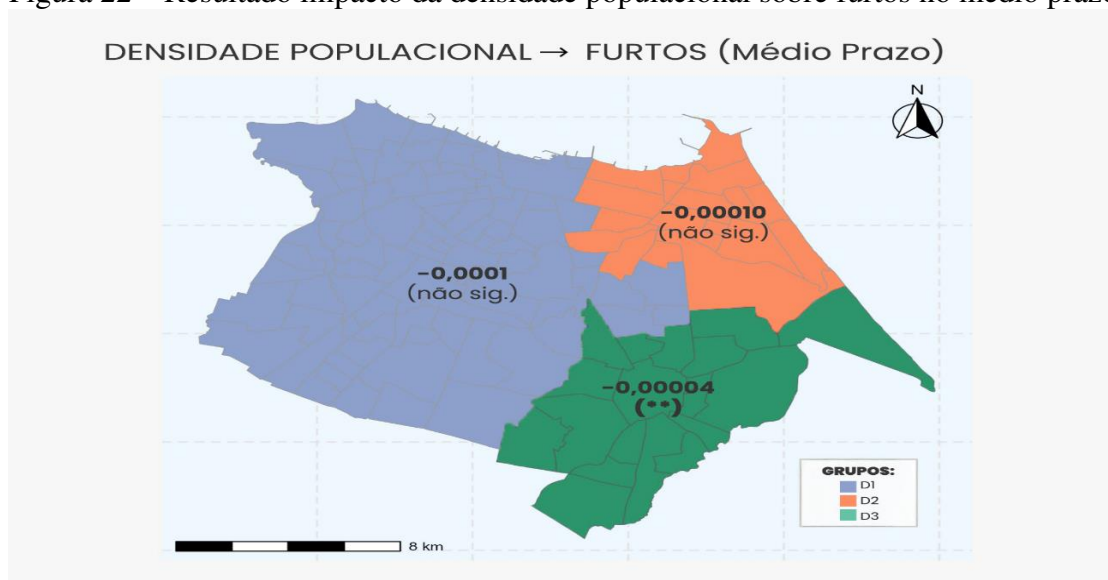 Figura 22 – Resultado impacto da densidade populacional sobre furtos no médio prazo
DENSIDADE POPULACIONAL → FURTOS (Médio Prazo)
N
-0,00010
(não sig.)
-0,0001
(não sig.)
-0,00004
(**)
GRUPOS:
D1
D2
D3
8 km